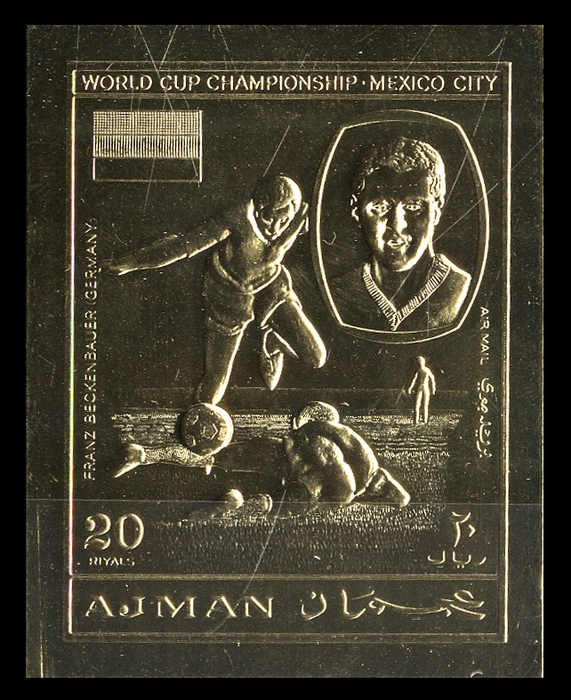 WORLD CUP CHAMPIONSHIP · MEXICO CITY
FRANZ BECKENBAUER (GERMANY)
AIR MAIL بريد جوي
20
RIYALS
٢٠
ريال
AJMAN عجمان